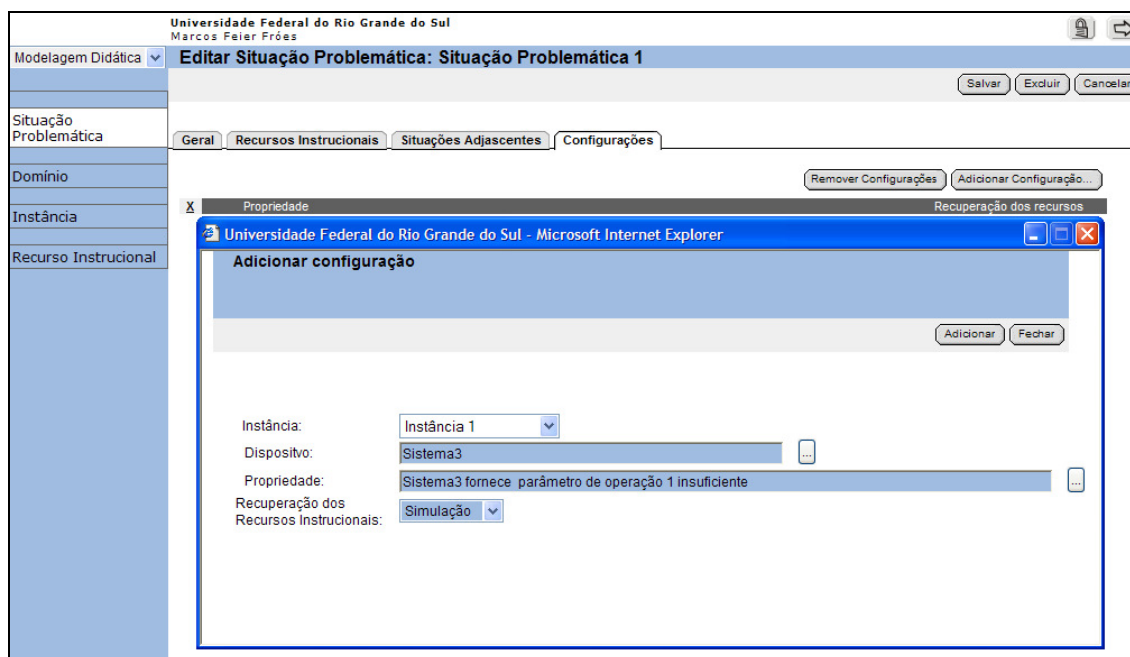 Universidade Federal do Rio Grande do Sul
Marcos Feier Fróes
Modelagem Didática
Editar Situação Problemática: Situação Problemática 1
Salvar Excluir Cancelar
Situação
Problemática
Geral Recursos Instrucionais Situações Adjascentes Configurações
Domínio
Remover Configurações Adicionar Configuração...
X Propriedade Recuperação dos recursos
Instância
Universidade Federal do Rio Grande do Sul - Microsoft Internet Explorer
Recurso Instrucional
Adicionar configuração
Adicionar Fechar
Instância: Instância 1
Dispositvo: Sistema3 ...
Propriedade: Sistema3 fornece parâmetro de operação 1 insuficiente ...
Recuperação dos
Recursos Instrucionais: Simulação